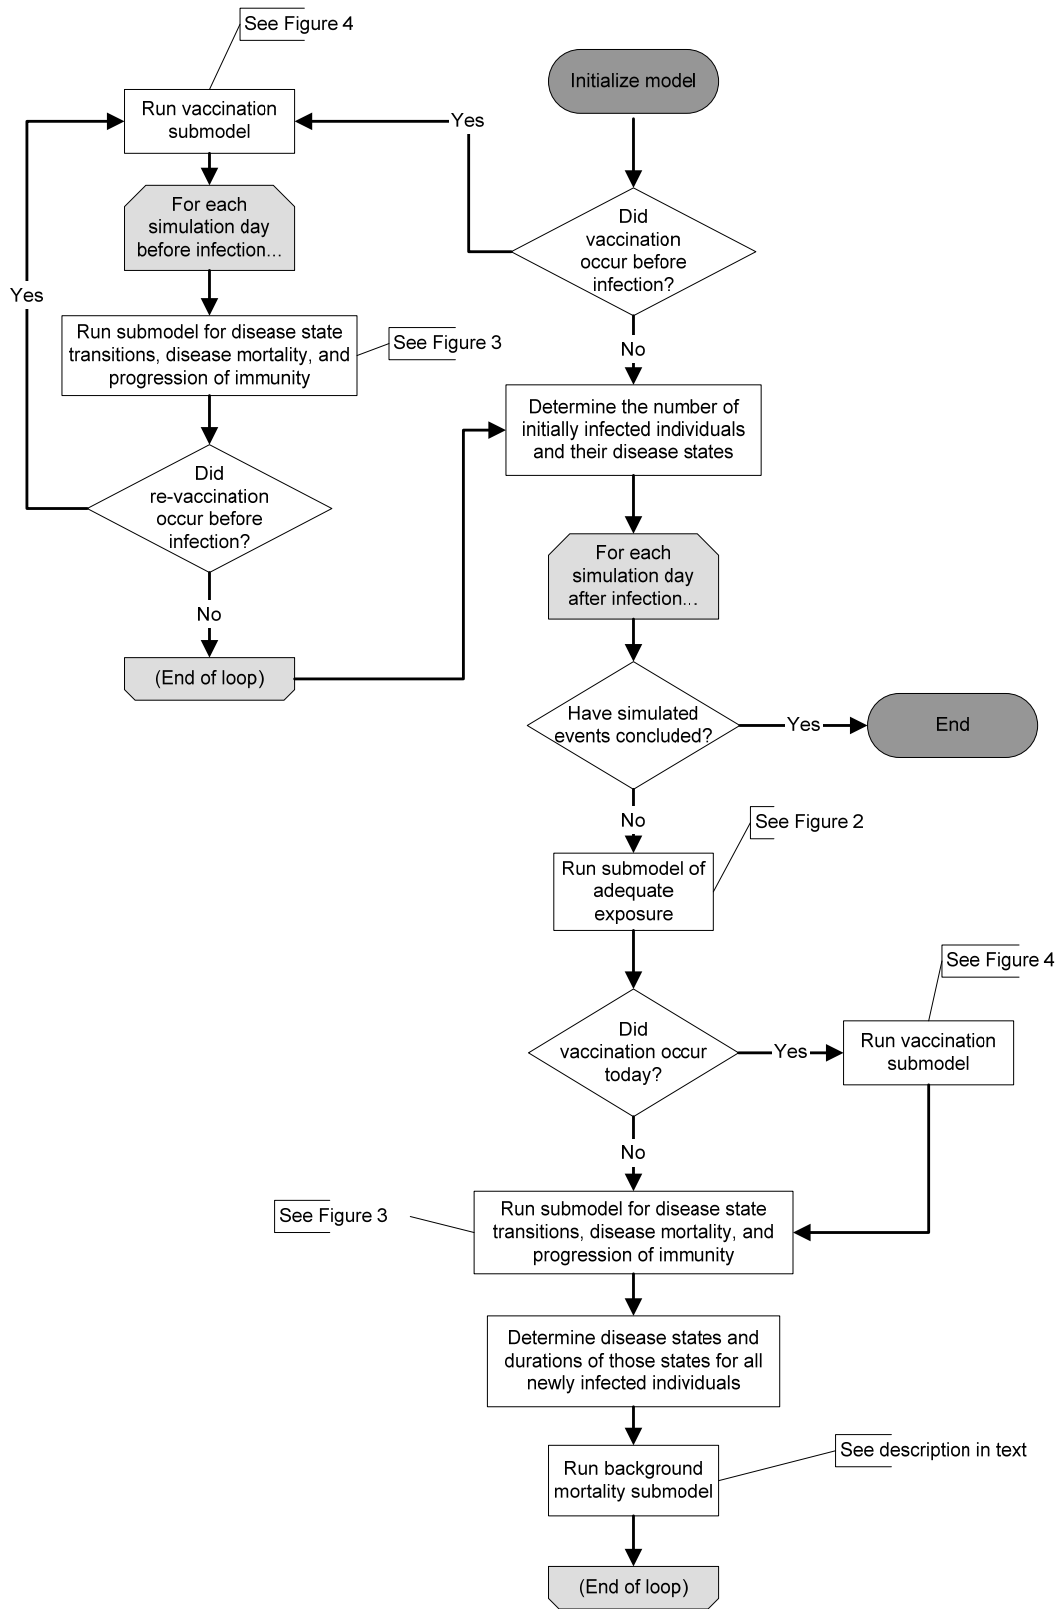 See Figure 4
Initialize model
Run vaccination
submodel
Yes
For each
simulation day
before infection...
Did
vaccination
occur before
infection?
Yes
Run submodel for disease state
transitions, disease mortality, and
progression of immunity
See Figure 3
No
Determine the number of
initially infected individuals
and their disease states
Did
re-vaccination
occur before
infection?
For each
simulation day
after infection...
No
(End of loop)
Have simulated
events concluded?
Yes
End
No
See Figure 2
Run submodel of
adequate
exposure
See Figure 4
Did
vaccination occur
today?
Yes
Run vaccination
submodel
No
See Figure 3
Run submodel for disease state
transitions, disease mortality, and
progression of immunity
Determine disease states and
durations of those states for all
newly infected individuals
See description in text
Run background
mortality submodel
(End of loop)